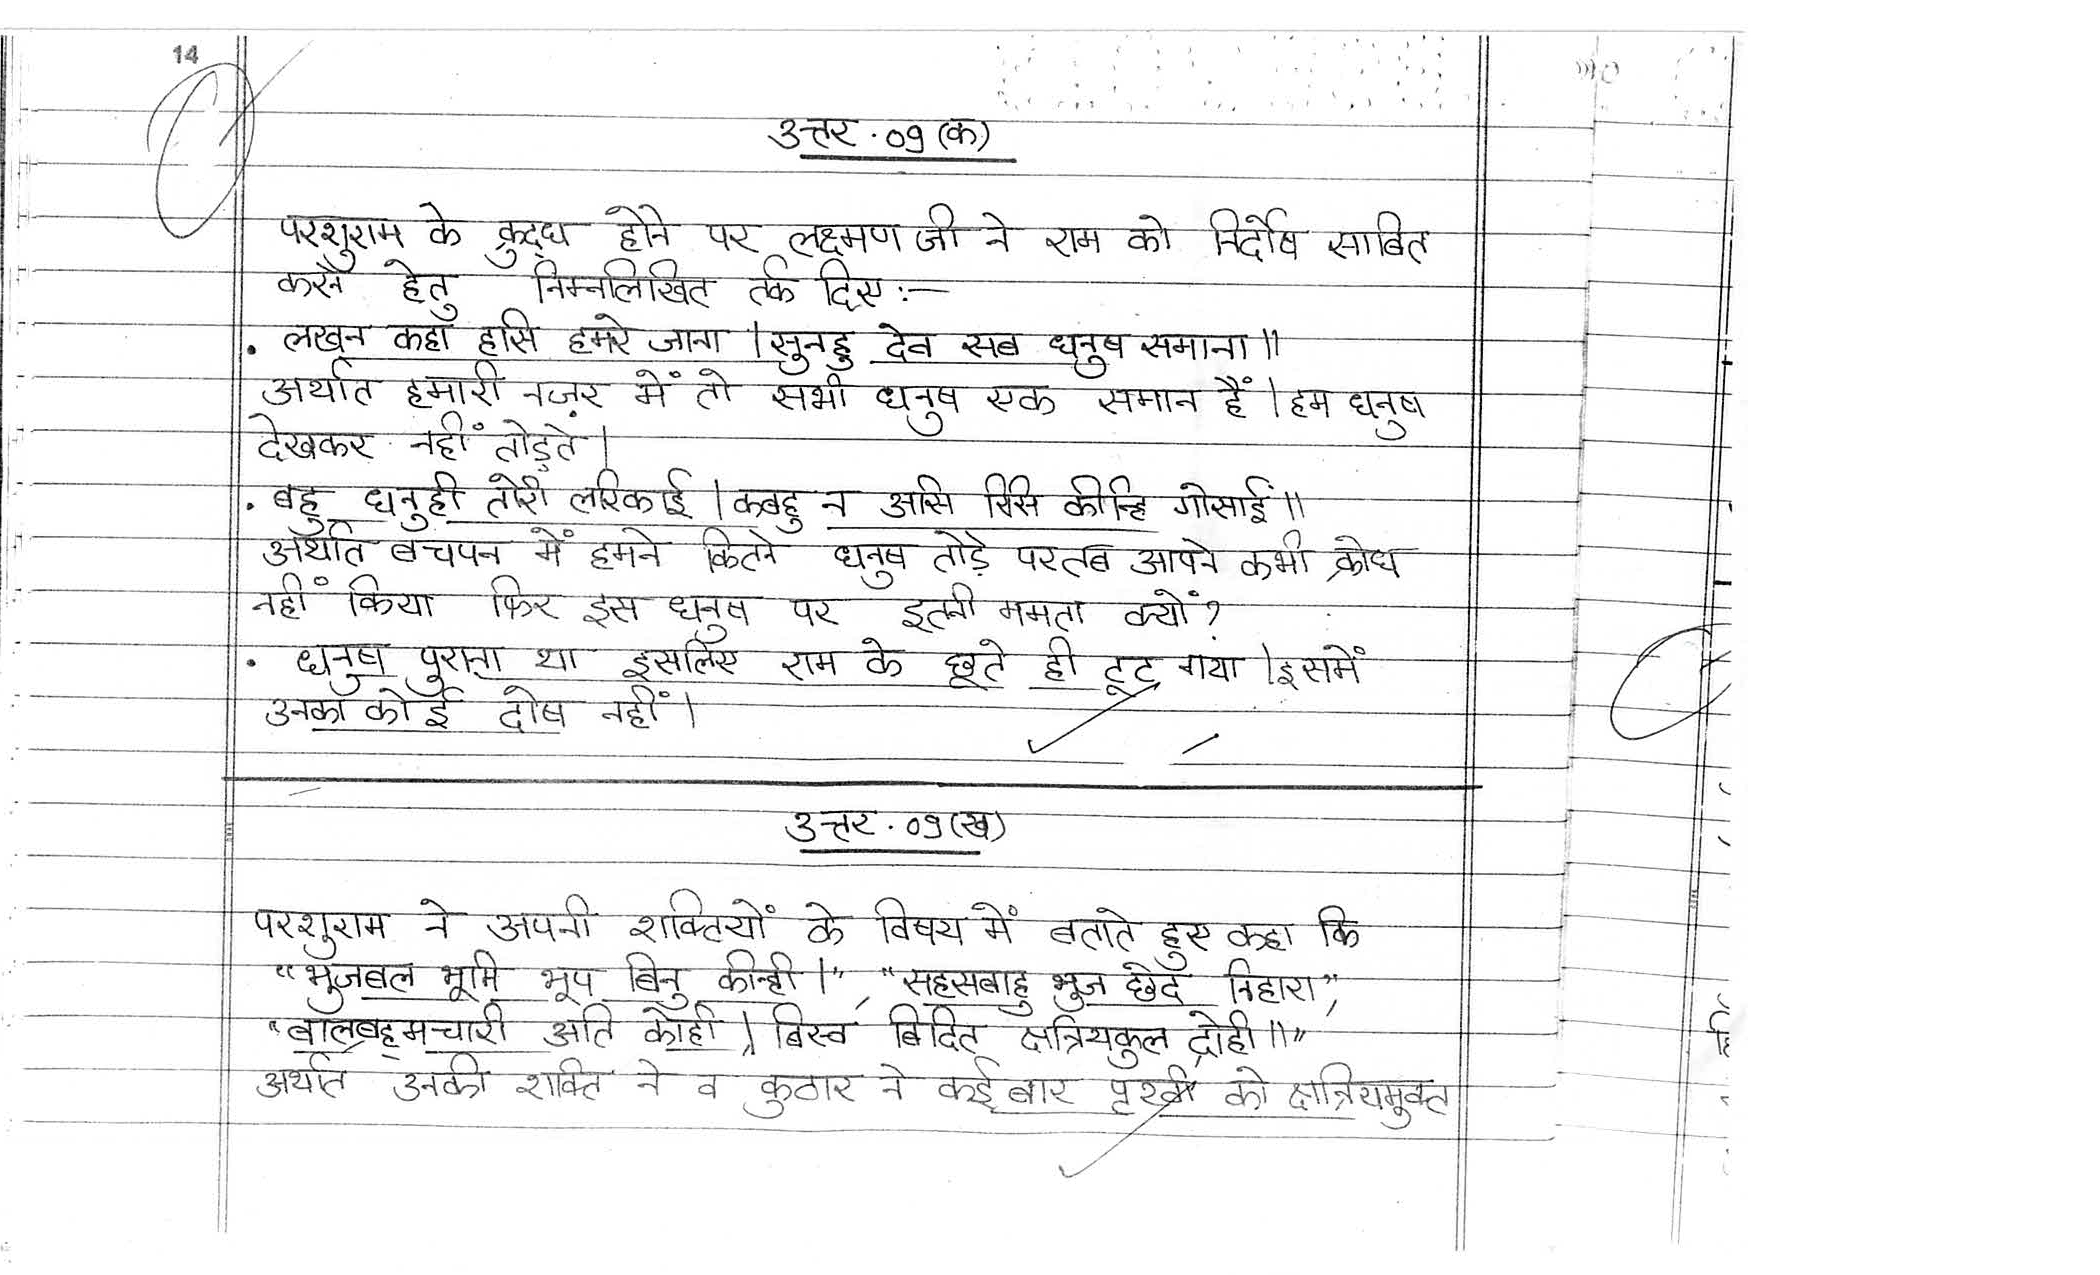 14
उत्तर. 09 (क)
परशुराम के क्रुद्ध होने पर लक्ष्मण जी ने राम को निर्दोष साबित
करने हेतु निम्नलिखित तर्क दिए :—
• लखन कहा हसि हमरे जाना | सुनहु देव सब धनुष समाना ||
अर्थात हमारी नज़र में तो सभी धनुष एक समान हैं | हम धनुष
देखकर नहीं तोड़ते |
• बहु धनुही तोरी लरिकाई | कबहु न असि रिसि कीन्हि गोसाईं ||
अर्थात बचपन में हमने कितने धनुष तोड़े पर तब आपने कभी क्रोध
नहीं किया फिर इस धनुष पर इतनी ममता क्यों?
• धनुष पुराना था इसलिए राम के छूते ही टूट गया | इसमें
उनका कोई दोष नहीं |
उत्तर. 09 (ख)
परशुराम ने अपनी शक्तियों के विषय में बताते हुए कहा कि
"भुजबल भूमि भूप बिनु कीन्ही |", "सहसबाहु भुज छेद निहारा",
"बालब्रह्मचारी अति कोही | बिस्व बिदित क्षत्रियकुल द्रोही ||"
अर्थात उनकी शक्ति ने व कुठार ने कई बार पृथ्वी को क्षत्रियमुक्त